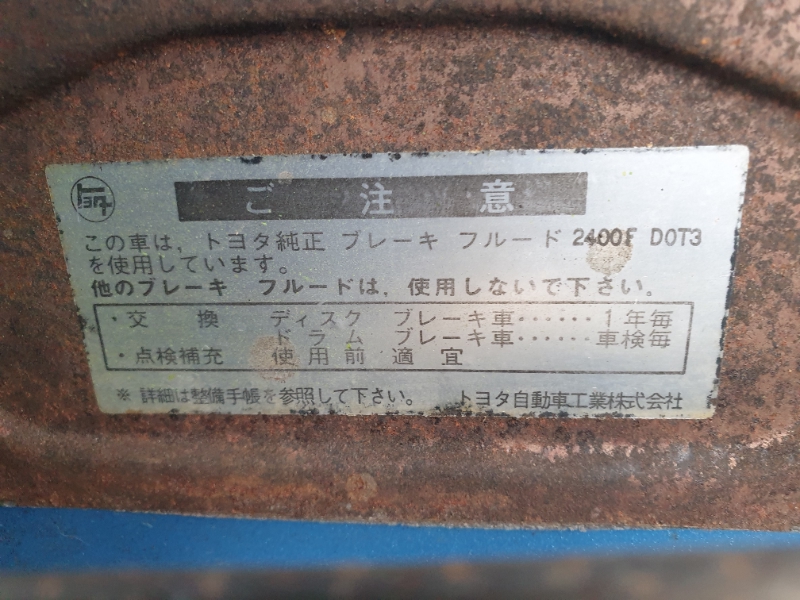 トヨタ
ご注意
この車は，トヨタ純正 ブレーキ フルード 2400F DOT3
を使用しています。
他のブレーキ フルードは，使用しないで下さい。
・交 換 ディスク ブレーキ車‥‥‥1年毎
ドラム ブレーキ車‥‥‥車検毎
・点検補充 使用前適宜
※ 詳細は整備手帳を参照して下さい。 トヨタ自動車工業株式会社